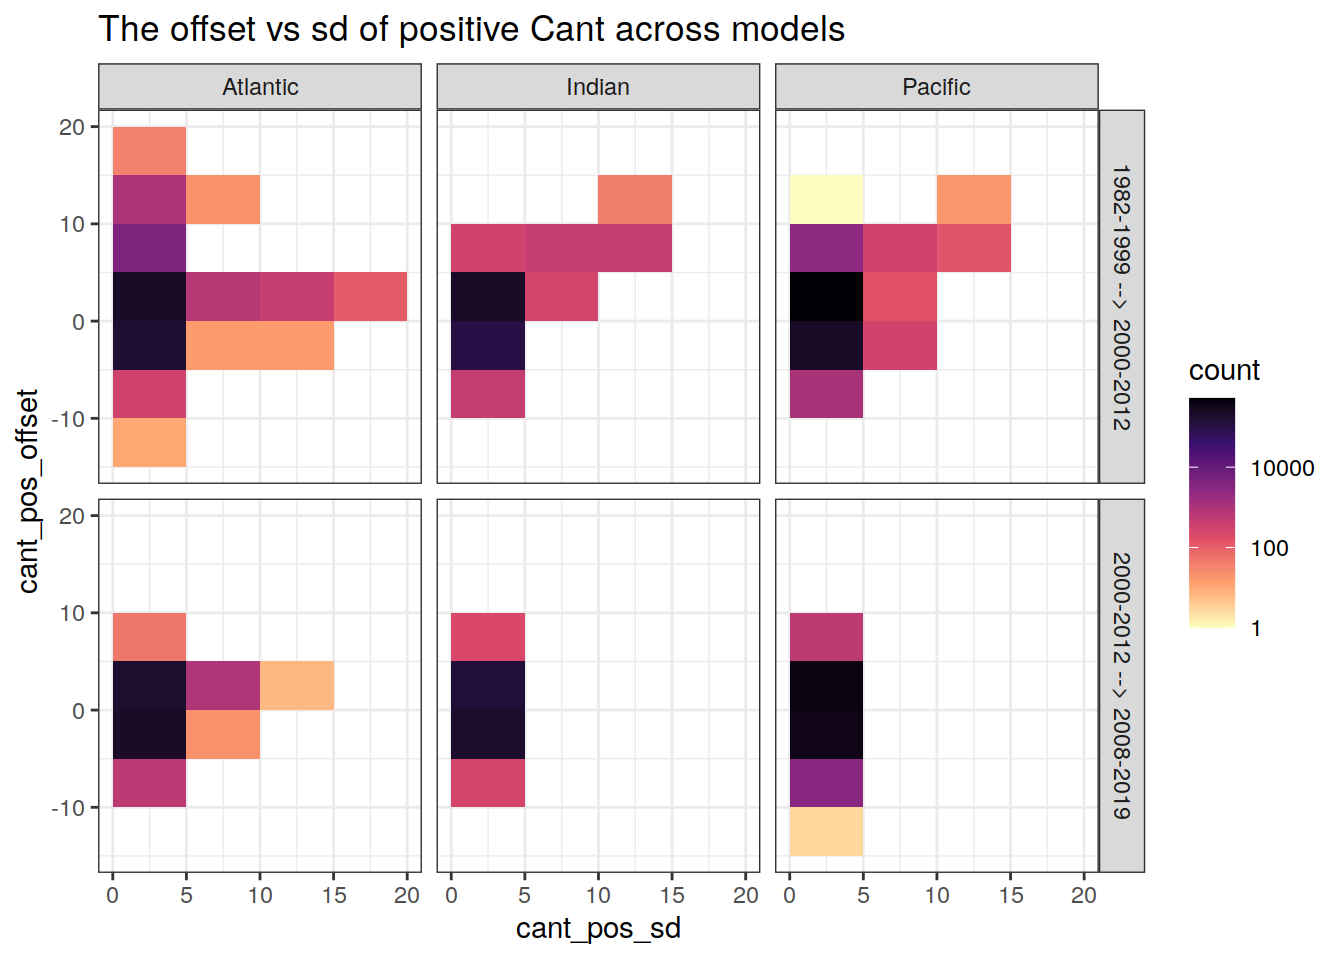 The offset vs sd of positive Cant across models
Atlantic
Indian
Pacific
20
10
0
-10
1982-1999 --> 2000-2012
20
10
0
-10
2000-2012 --> 2008-2019
0 5 10 15 20
0 5 10 15 20
0 5 10 15 20
cant_pos_sd
cant_pos_offset
count
10000
100
1